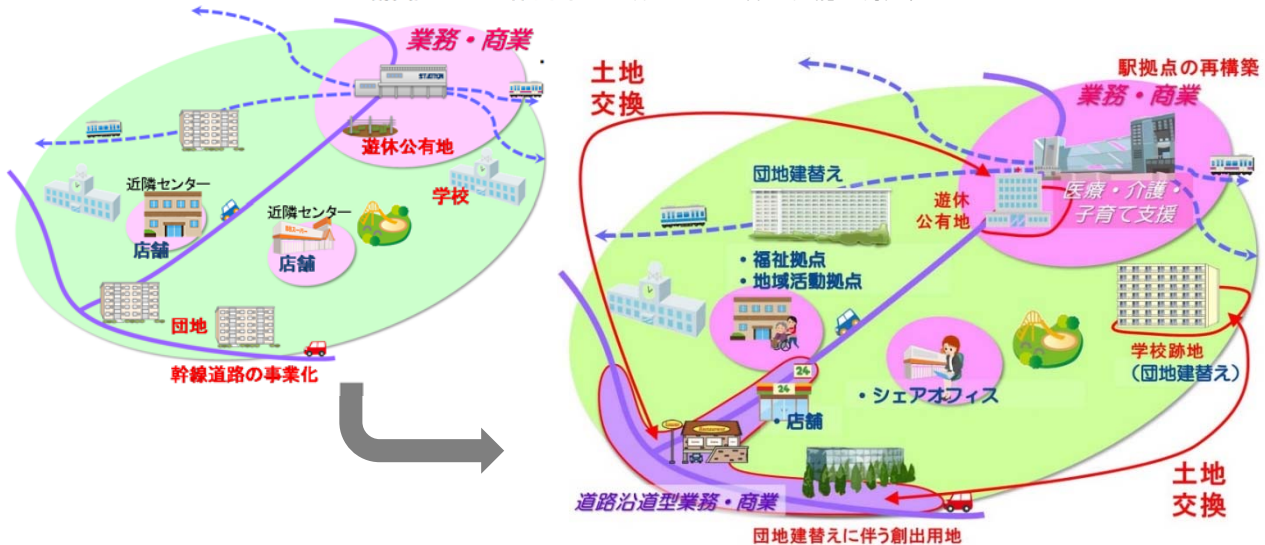 業務・商業
STATION
遊休公有地
学校
近隣センター
店舗
近隣センター
店舗
団地
幹線道路の事業化
土地
交換
駅拠点の再構築
業務・商業
医療・介護・
子育て支援
遊休
公有地
団地建替え
・福祉拠点
・地域活動拠点
学校跡地
（団地建替え）
・シェアオフィス
24
24
・店舗
道路沿道型業務・商業
団地建替えに伴う創出用地
土地
交換